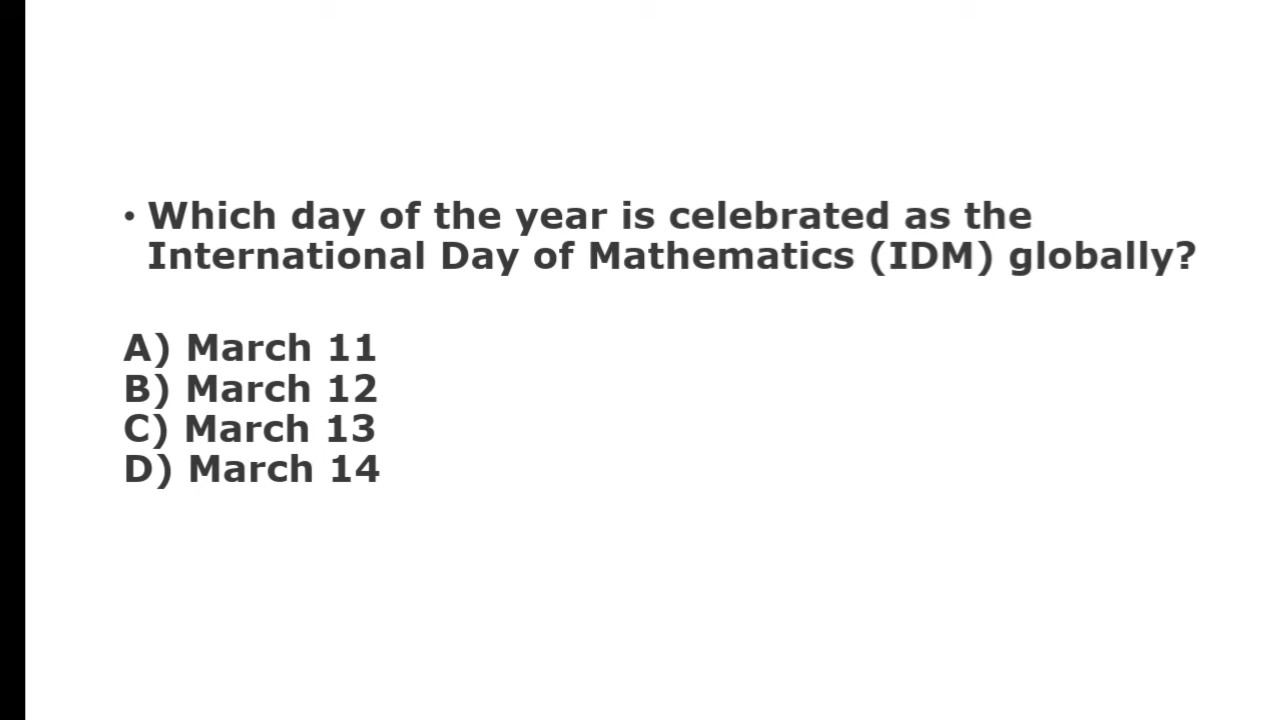 • Which day of the year is celebrated as the
International Day of Mathematics (IDM) globally?
A) March 11
B) March 12
C) March 13
D) March 14